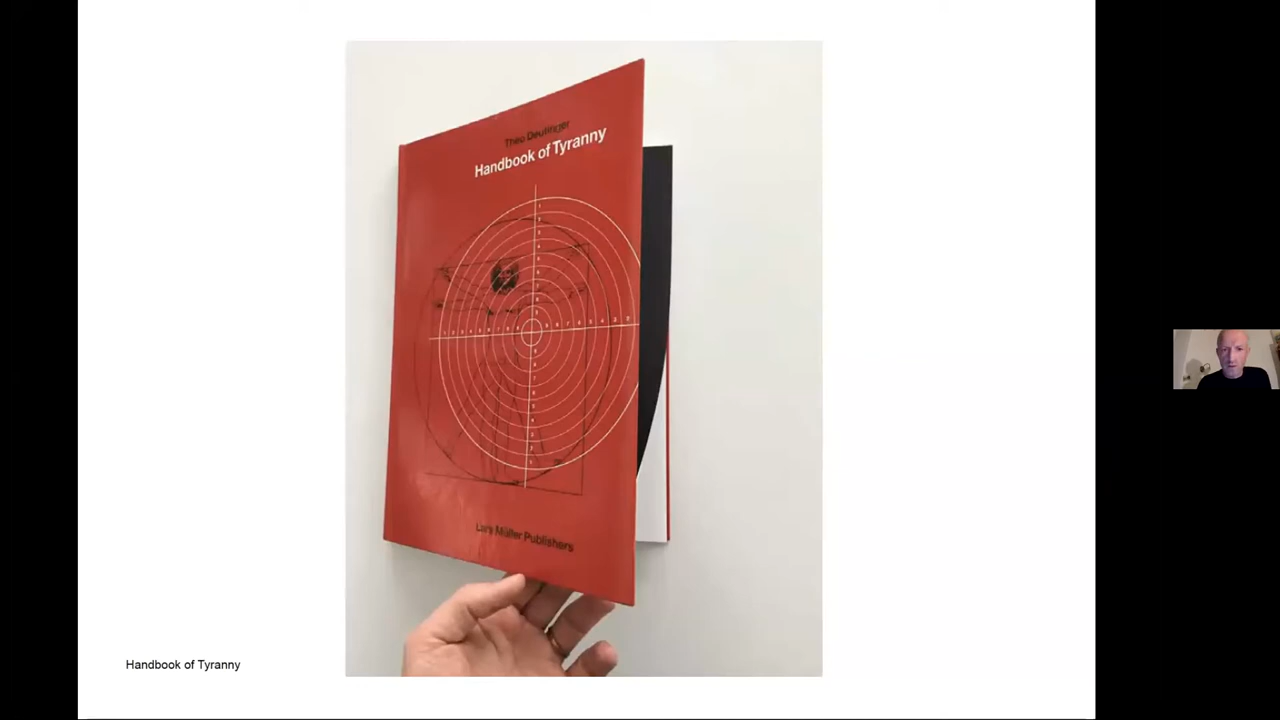 Theo Deutinger
Handbook of Tyranny
Lars Müller Publishers
Handbook of Tyranny